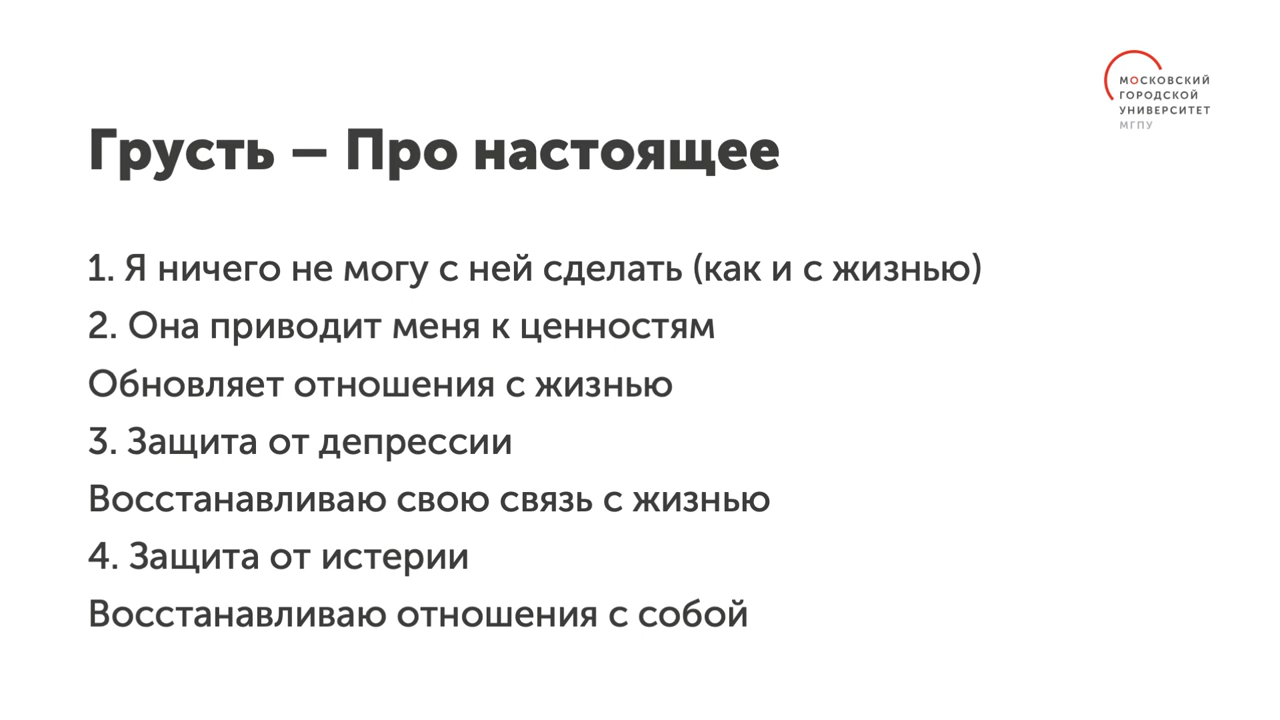 МОСКОВСКИЙ
ГОРОДСКОЙ
УНИВЕРСИТЕТ
МГПУ
Грусть – Про настоящее
1. Я ничего не могу с ней сделать (как и с жизнью)
2. Она приводит меня к ценностям
Обновляет отношения с жизнью
3. Защита от депрессии
Восстанавливаю свою связь с жизнью
4. Защита от истерии
Восстанавливаю отношения с собой